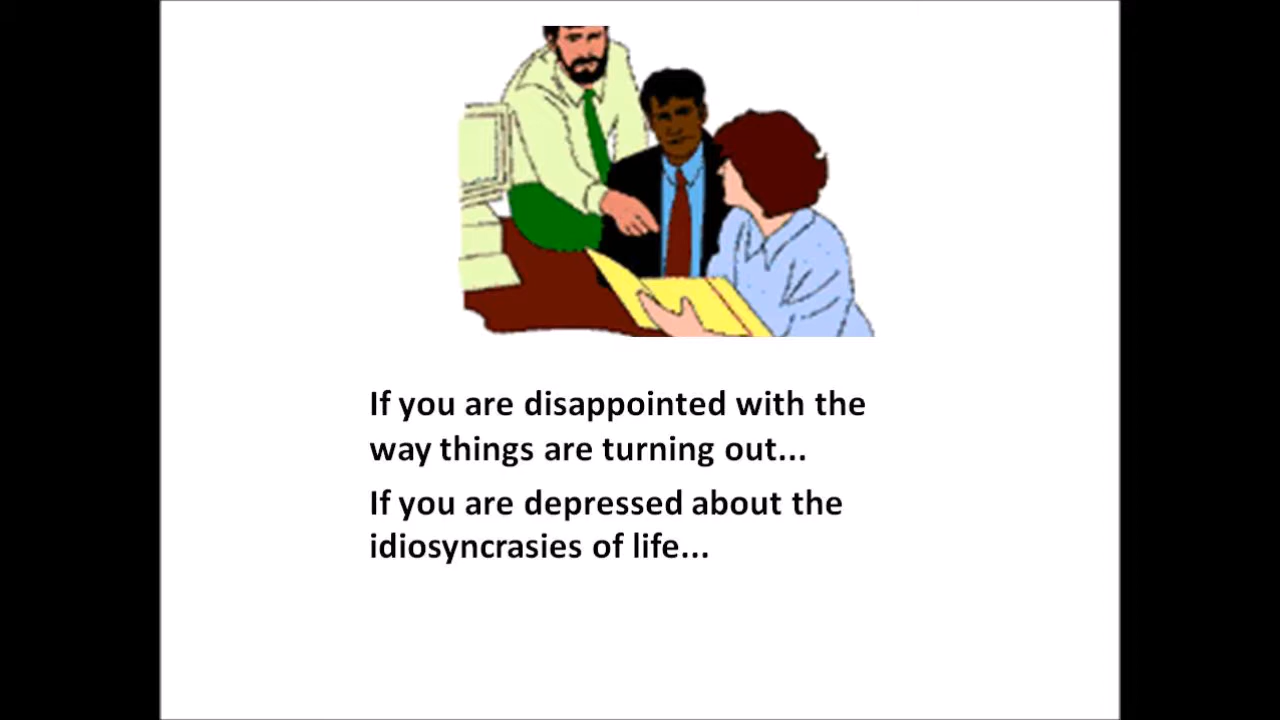 If you are disappointed with the
way things are turning out...
If you are depressed about the
idiosyncrasies of life...